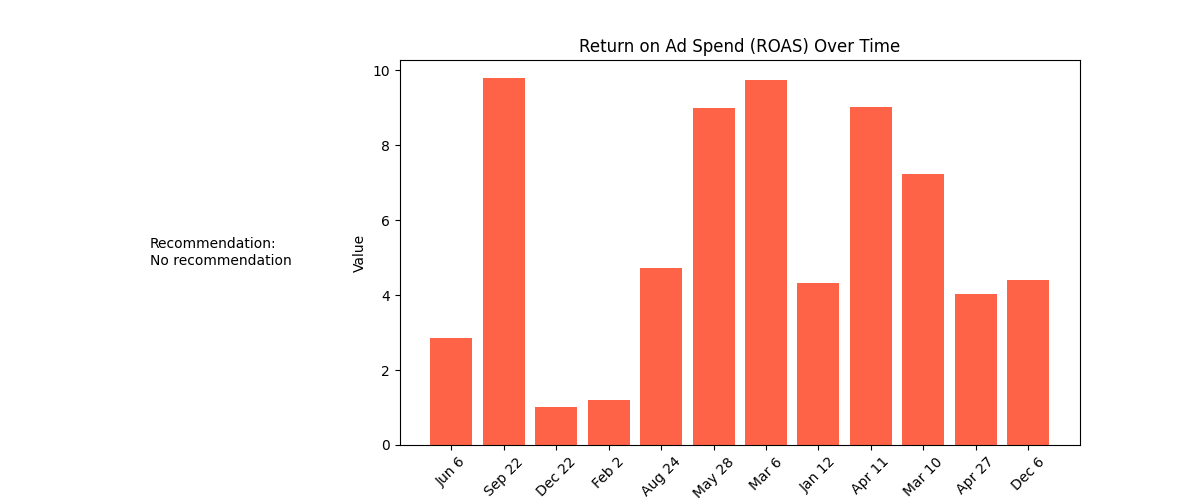 Return on Ad Spend (ROAS) Over Time
Recommendation:
No recommendation
Value
10
8
6
4
2
0
Jun 6
Sep 22
Dec 22
Feb 2
Aug 24
May 28
Mar 6
Jan 12
Apr 11
Mar 10
Apr 27
Dec 6